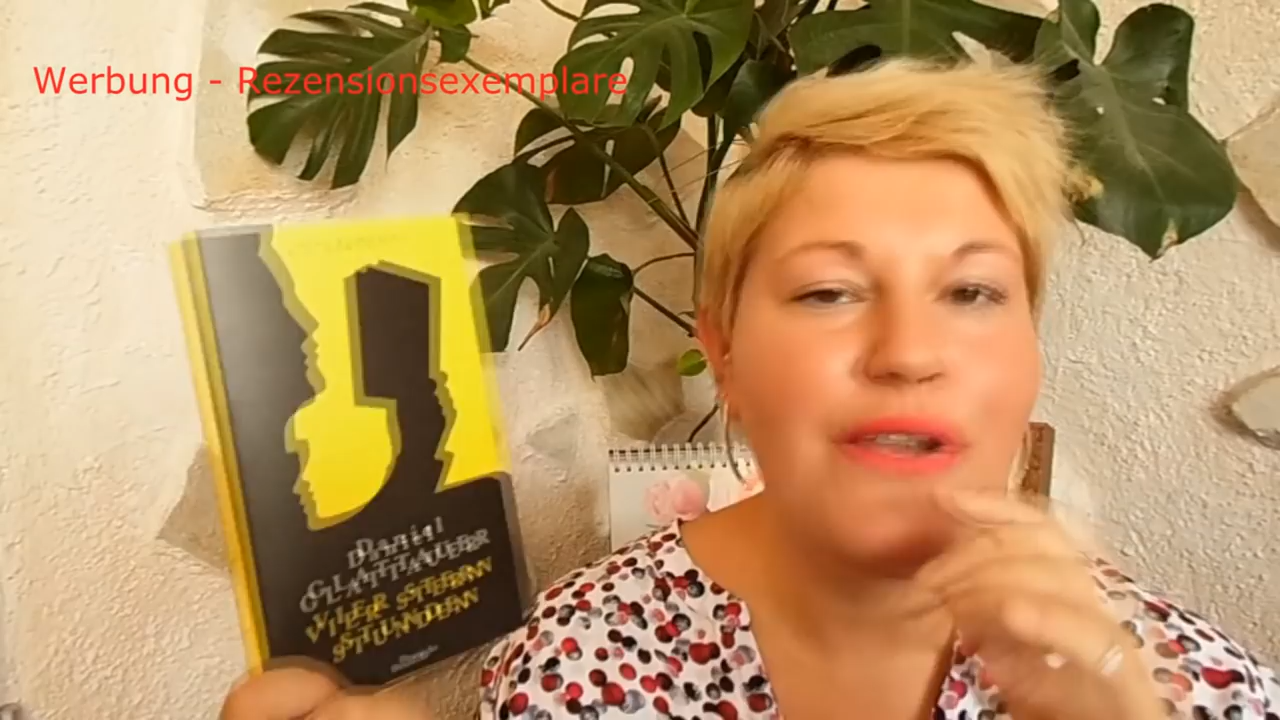 Werbung - Rezensionsexemplare
Daniel
GLATTAUER
VIER STERN
STUNDEN